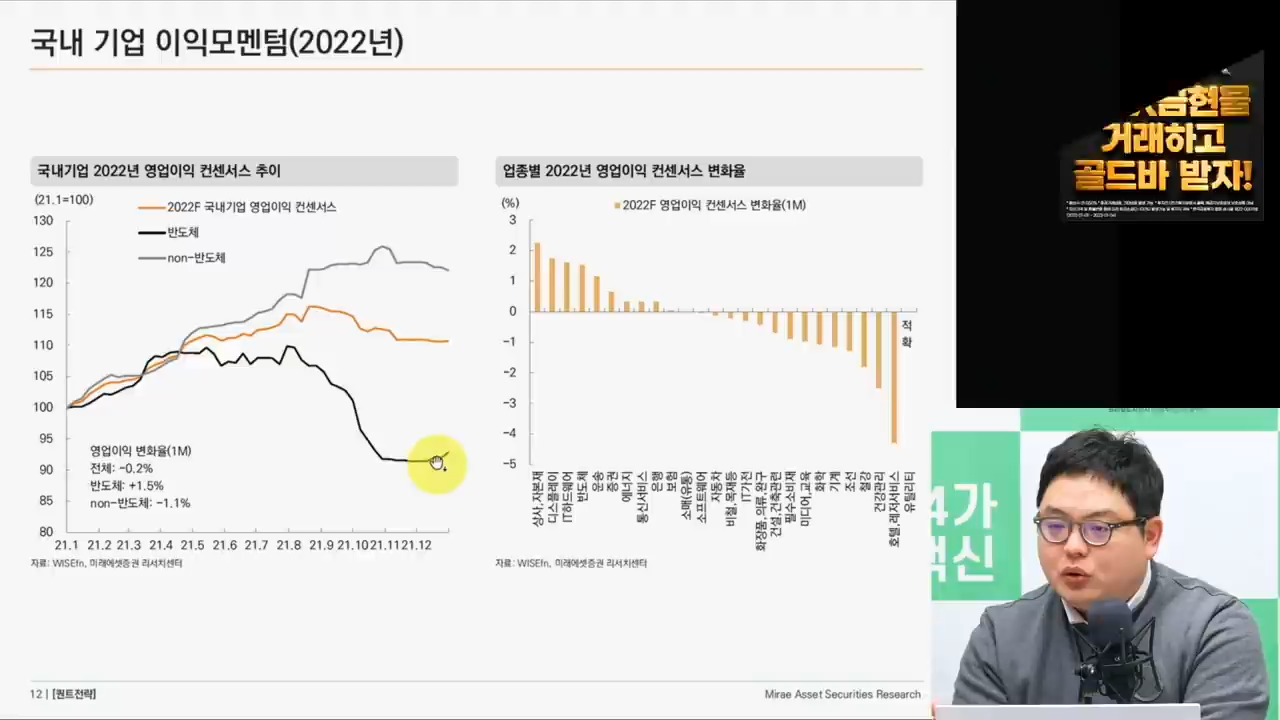 국내 기업 이익모멘텀(2022년)
국내기업 2022년 영업이익 컨센서스 추이
(21.1=100)
2022F 국내기업 영업이익 컨센서스
반도체
non-반도체
130
125
120
115
110
105
100
95
90
85
80
영업이익 변화율(1M)
전체: -0.2%
반도체: +1.5%
non-반도체: -1.1%
21.1 21.2 21.3 21.4 21.5 21.6 21.7 21.8 21.9 21.10 21.11 21.12
자료: WISEfn, 미래에셋증권 리서치센터
업종별 2022년 영업이익 컨센서스 변화율
(%)
2022F 영업이익 컨센서스 변화율(1M)
3
2
1
0
-1
-2
-3
-4
-5
적
확
상사,자본재
디스플레이
IT하드웨어
반도체
운송
증권
에너지
통신서비스
은행
보험
소매(유통)
소프트웨어
자동차
비철,목재등
IT가전
화장품,의류,완구
건설,건축관련
필수소비재
미디어,교육
화학
기계
조선
철강
건강관리
호텔,레저서비스
유틸리티
자료: WISEfn, 미래에셋증권 리서치센터
12 | [퀀트전략]
Mirae Asset Securities Research
금현물
거래하고
골드바 받자!
4가
혁신